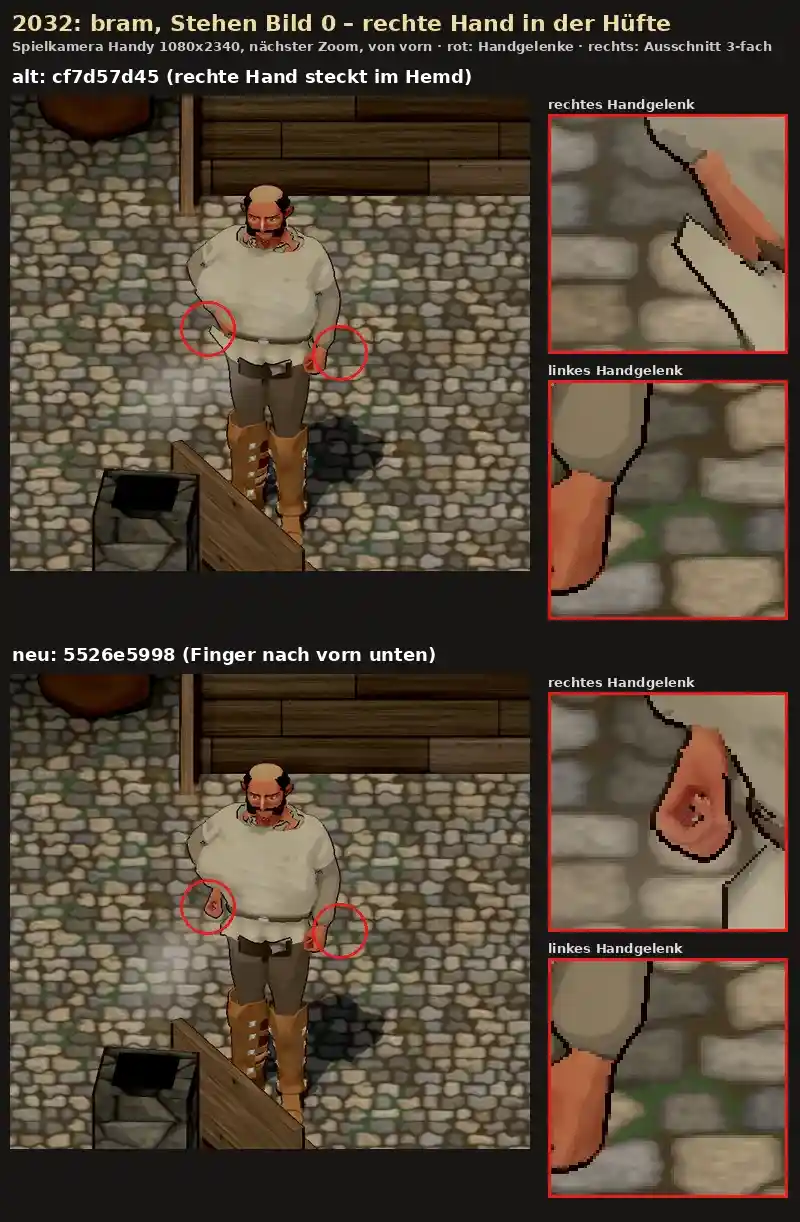 2032: bram, Stehen Bild 0 – rechte Hand in der Hüfte
Spielkamera Handy 1080x2340, nächster Zoom, von vorn · rot: Handgelenke · rechts: Ausschnitt 3-fach
alt: cf7d57d45 (rechte Hand steckt im Hemd)
rechtes Handgelenk
linkes Handgelenk
neu: 5526e5998 (Finger nach vorn unten)
rechtes Handgelenk
linkes Handgelenk